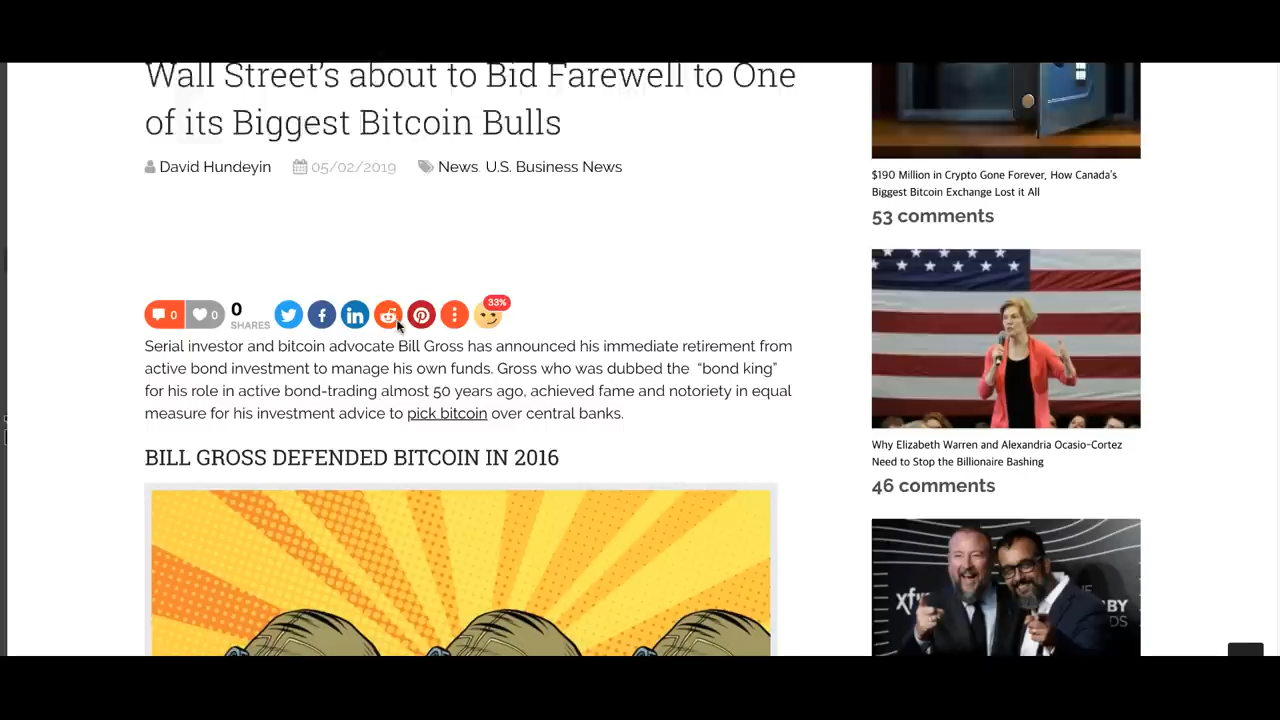 Wall Street's about to Bid Farewell to One
of its Biggest Bitcoin Bulls
David Hundeyin 05/02/2019 News, U.S. Business News
0 0 0 SHARES 33%
Serial investor and bitcoin advocate Bill Gross has announced his immediate retirement from
active bond investment to manage his own funds. Gross who was dubbed the “bond king”
for his role in active bond-trading almost 50 years ago, achieved fame and notoriety in equal
measure for his investment advice to pick bitcoin over central banks.
BILL GROSS DEFENDED BITCOIN IN 2016
$190 Million in Crypto Gone Forever, How Canada's
Biggest Bitcoin Exchange Lost it All
53 comments
Why Elizabeth Warren and Alexandria Ocasio-Cortez
Need to Stop the Billionaire Bashing
46 comments
xfi
BY
DS